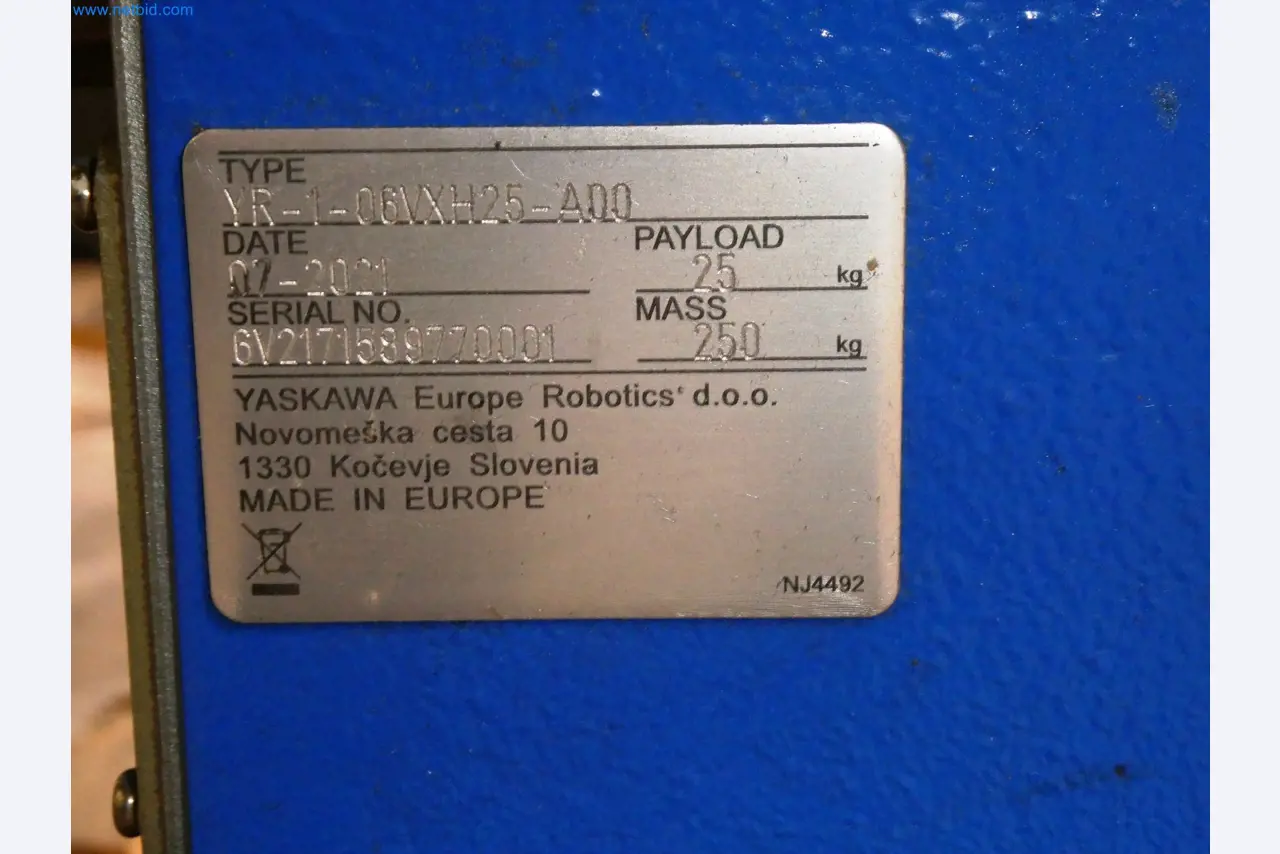 www.netbid.com
TYPE
YR-1-06VXH25-A00
DATE PAYLOAD
07-2021 25 kg
SERIAL NO. MASS
6V2171589770001 250 kg
YASKAWA Europe Robotics d.o.o.
Novomeška cesta 10
1330 Kočevje Slovenia
MADE IN EUROPE
NJ4492